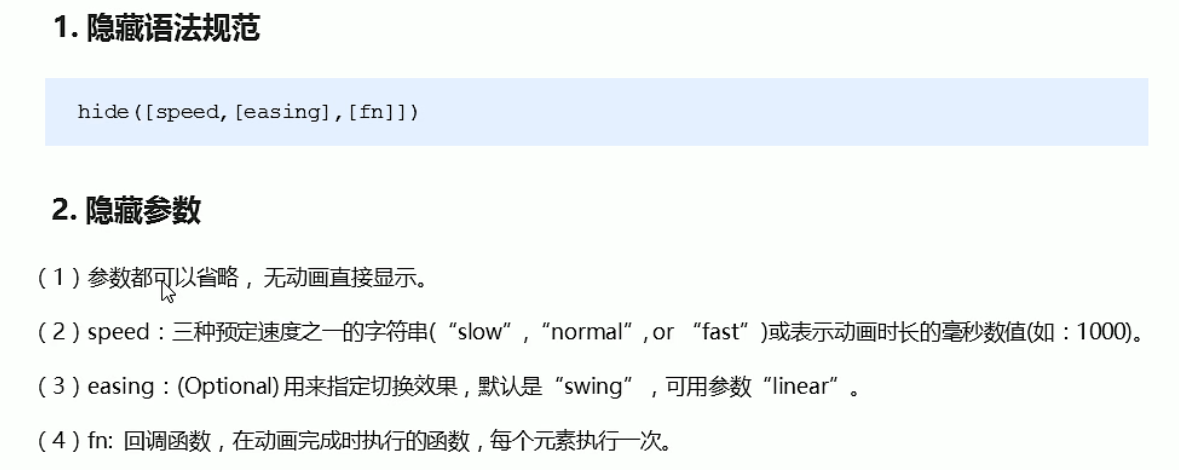 1. 隐藏语法规范
hide([speed,[easing],[fn]])
2. 隐藏参数
（1）参数都可以省略， 无动画直接显示。
（2）speed：三种预定速度之一的字符串(“slow”,“normal”, or “fast”)或表示动画时长的毫秒数值(如：1000)。
（3）easing：(Optional) 用来指定切换效果，默认是“swing”，可用参数“linear”。
（4）fn: 回调函数，在动画完成时执行的函数，每个元素执行一次。